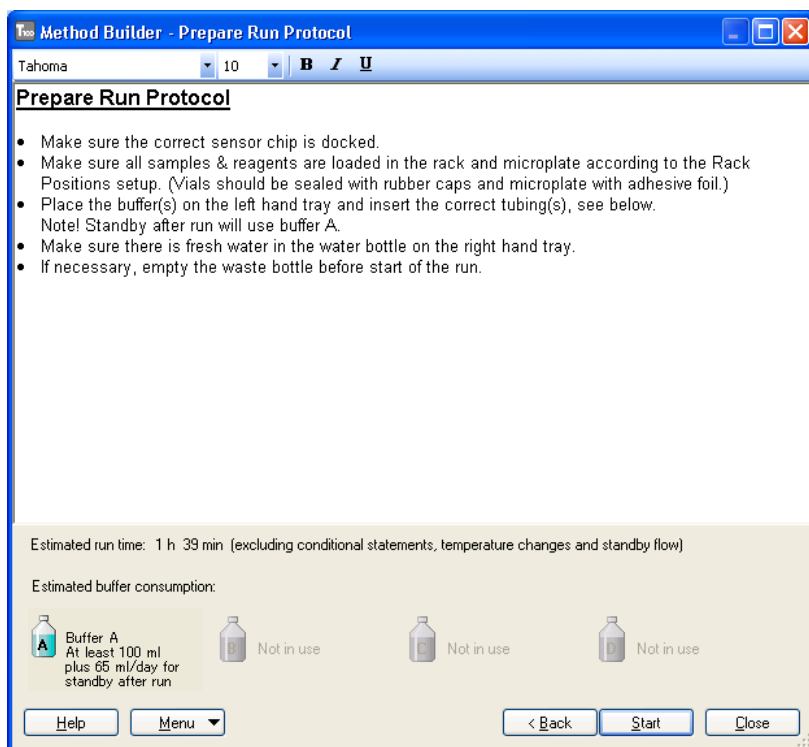 T100 Method Builder - Prepare Run Protocol
Tahoma 10 B I U
Prepare Run Protocol
• Make sure the correct sensor chip is docked.
• Make sure all samples & reagents are loaded in the rack and microplate according to the Rack
Positions setup. (Vials should be sealed with rubber caps and microplate with adhesive foil.)
• Place the buffer(s) on the left hand tray and insert the correct tubing(s), see below.
Note! Standby after run will use buffer A.
• Make sure there is fresh water in the water bottle on the right hand tray.
• If necessary, empty the waste bottle before start of the run.
Estimated run time: 1 h 39 min (excluding conditional statements, temperature changes and standby flow)
Estimated buffer consumption:
A
Buffer A
At least 100 ml
plus 65 ml/day for
standby after run
B Not in use
C Not in use
D Not in use
Help Menu < Back Start Close